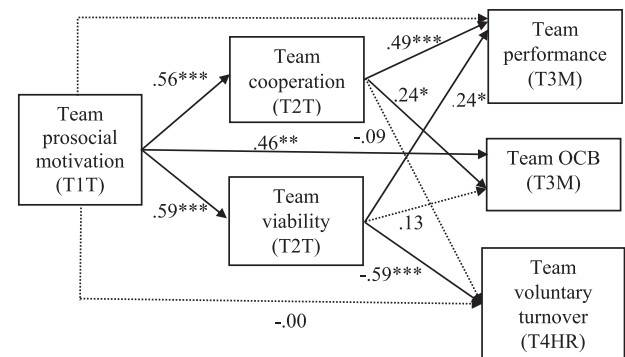 Team
prosocial
motivation
(T1T)
.56***
.59***
Team
cooperation
(T2T)
Team
viability
(T2T)
.49***
.24*
.24*
-.09
.46**
.13
-.59***
-.00
Team
performance
(T3M)
Team OCB
(T3M)
Team
voluntary
turnover
(T4HR)